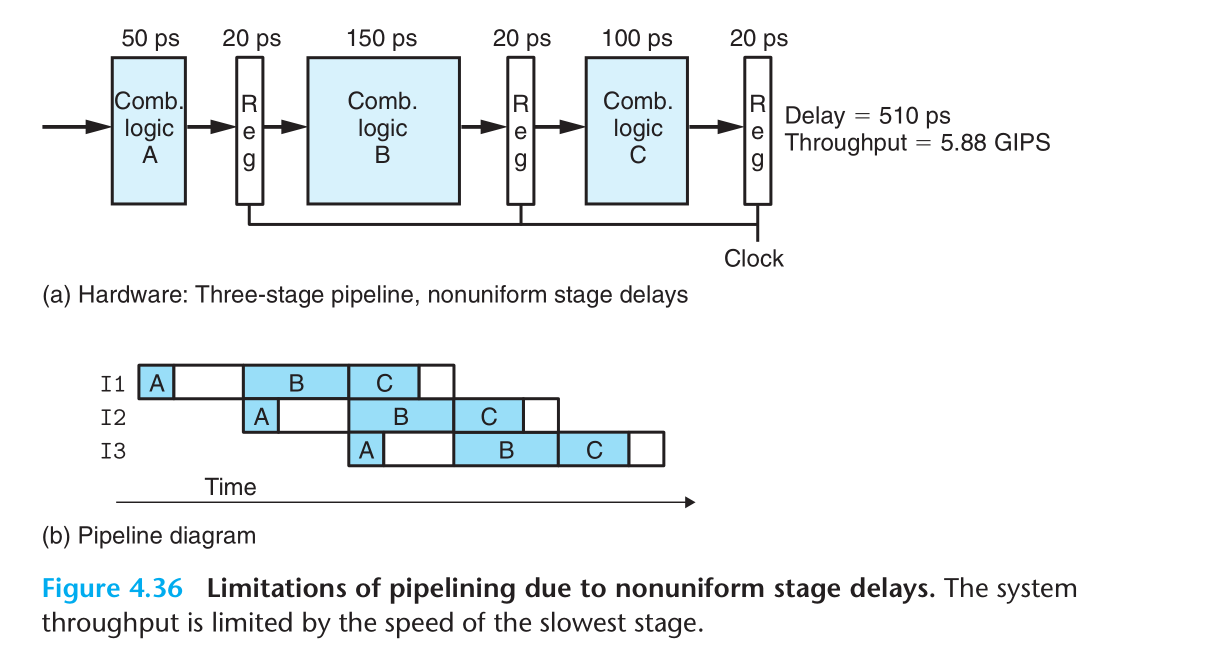 50 ps 20 ps 150 ps 20 ps 100 ps 20 ps
Comb.
logic
A
R
e
g
Comb.
logic
B
R
e
g
Comb.
logic
C
R
e
g
Delay = 510 ps
Throughput = 5.88 GIPS
Clock
(a) Hardware: Three-stage pipeline, nonuniform stage delays
I1 A B C
I2 A B C
I3 A B C
Time
(b) Pipeline diagram
Figure 4.36 Limitations of pipelining due to nonuniform stage delays. The system
throughput is limited by the speed of the slowest stage.